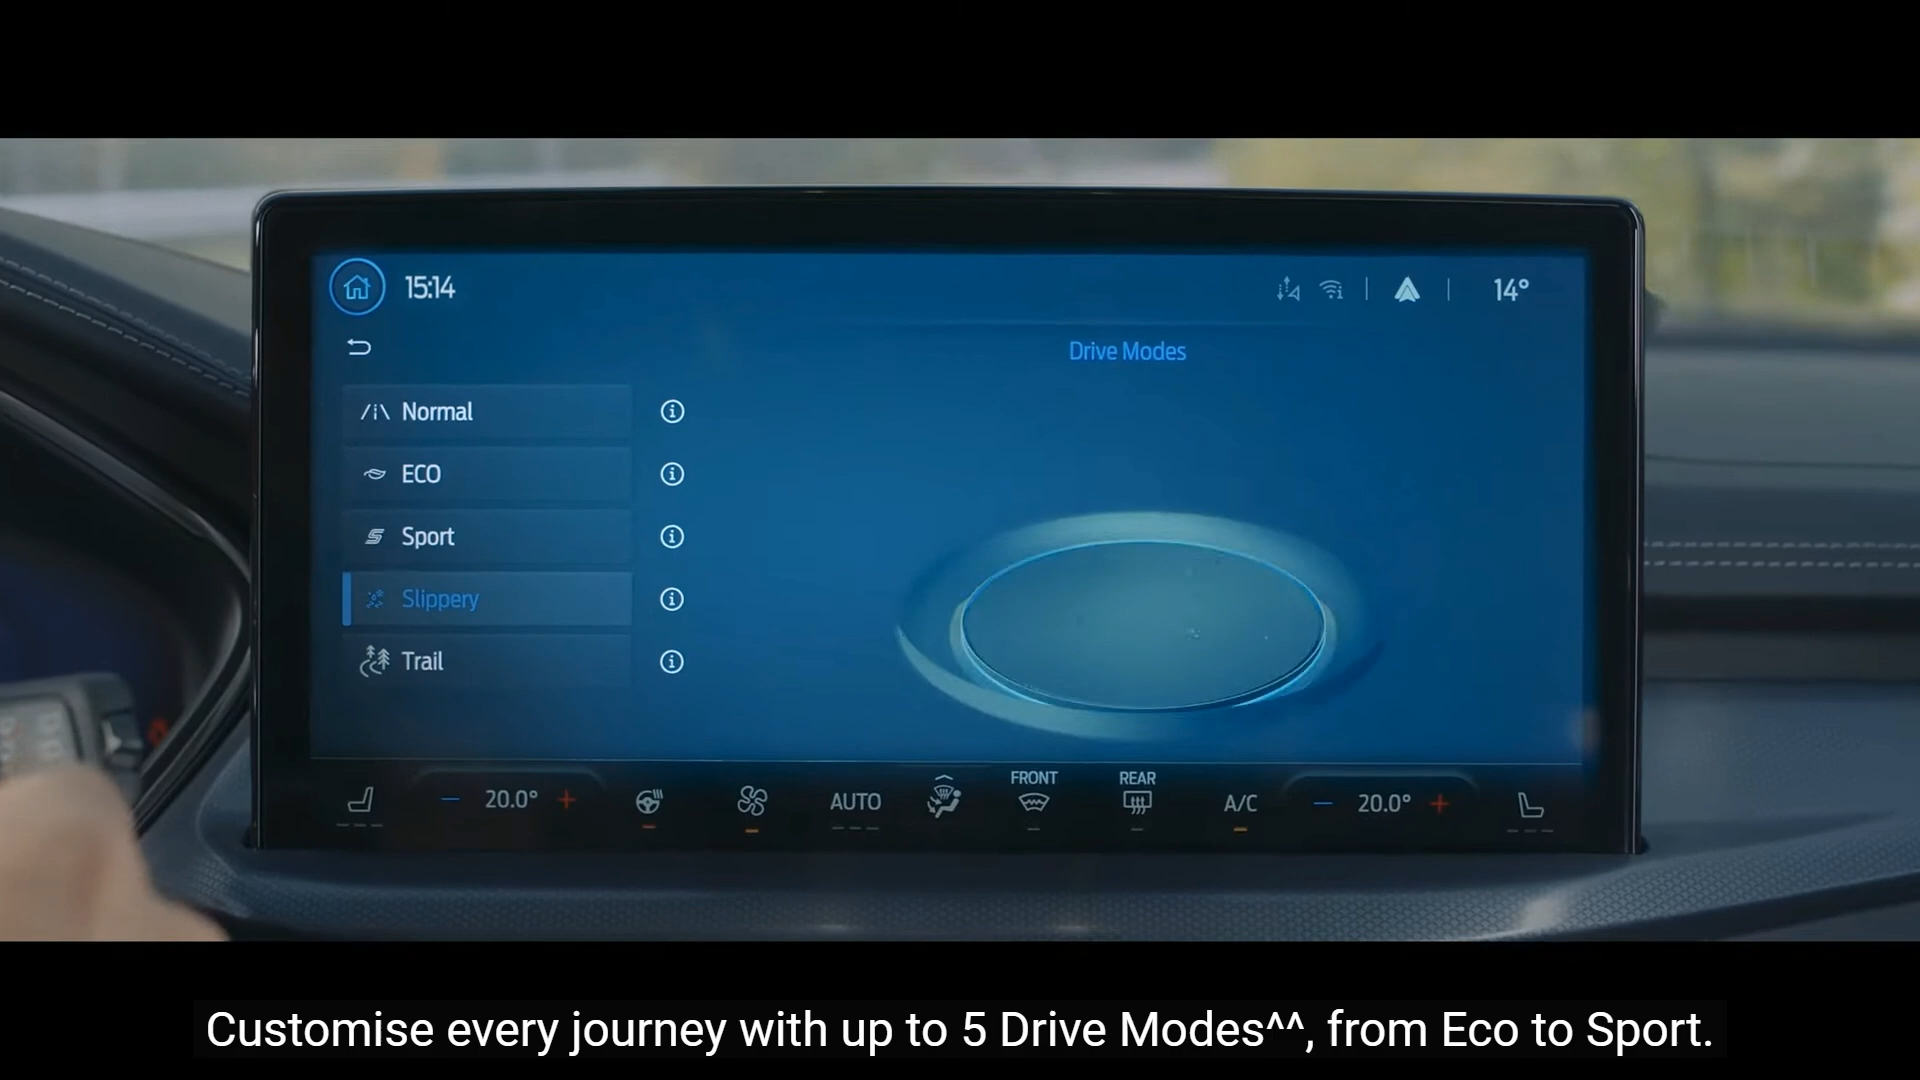 15:14
14°
Drive Modes
Normal
ECO
Sport
Slippery
Trail
20.0°
AUTO
FRONT
REAR
A/C
20.0°
Customise every journey with up to 5 Drive Modes^^, from Eco to Sport.